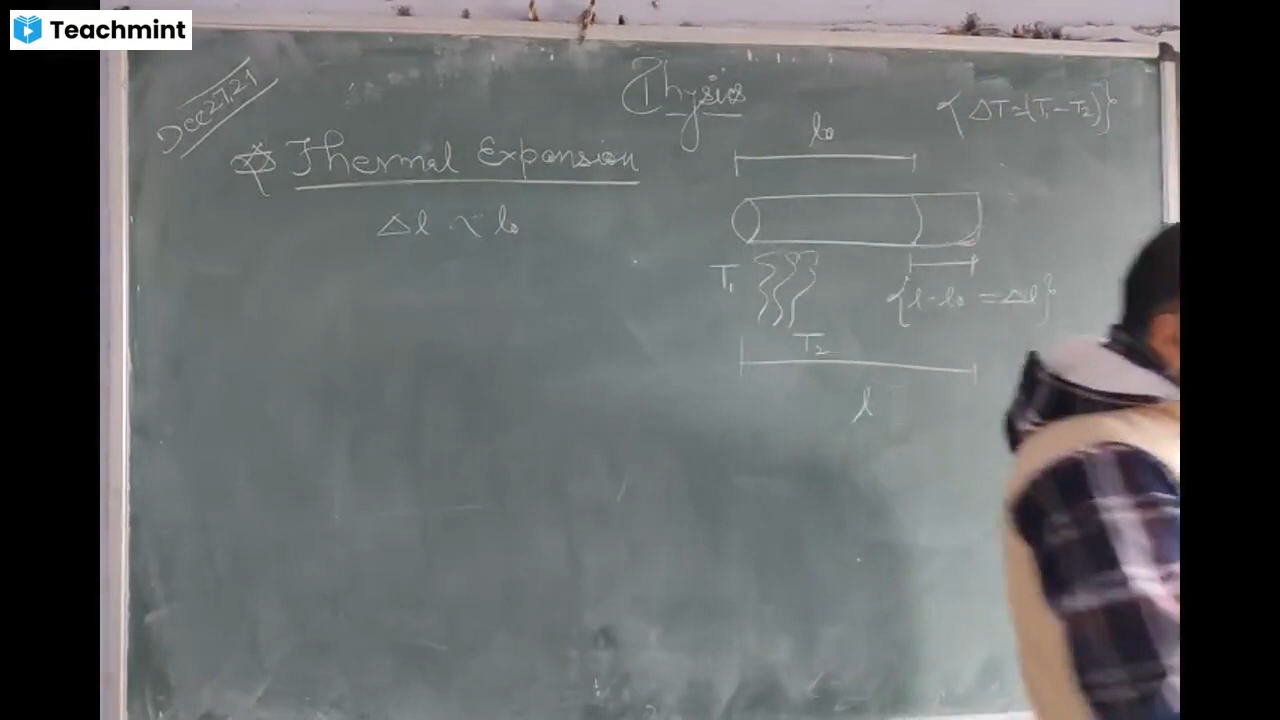 Teachmint
Dec 27, 21
Physics
{ ΔT = (T₁ - T₂) }
Thermal Expansion
l₀
Δl ∝ l₀
T₁
{ l - l₀ = Δl }
T₂
l